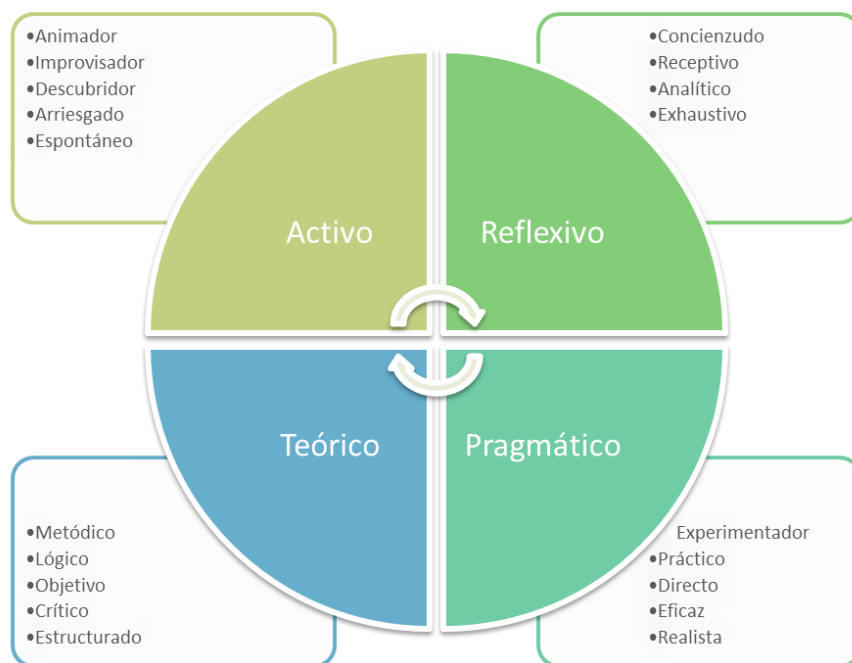 •Animador
•Improvisador
•Descubridor
•Arriesgado
•Espontáneo
•Concienzudo
•Receptivo
•Analítico
•Exhaustivo
Activo
Reflexivo
Teórico
Pragmático
•Metódico
•Lógico
•Objetivo
•Crítico
•Estructurado
Experimentador
•Práctico
•Directo
•Eficaz
•Realista